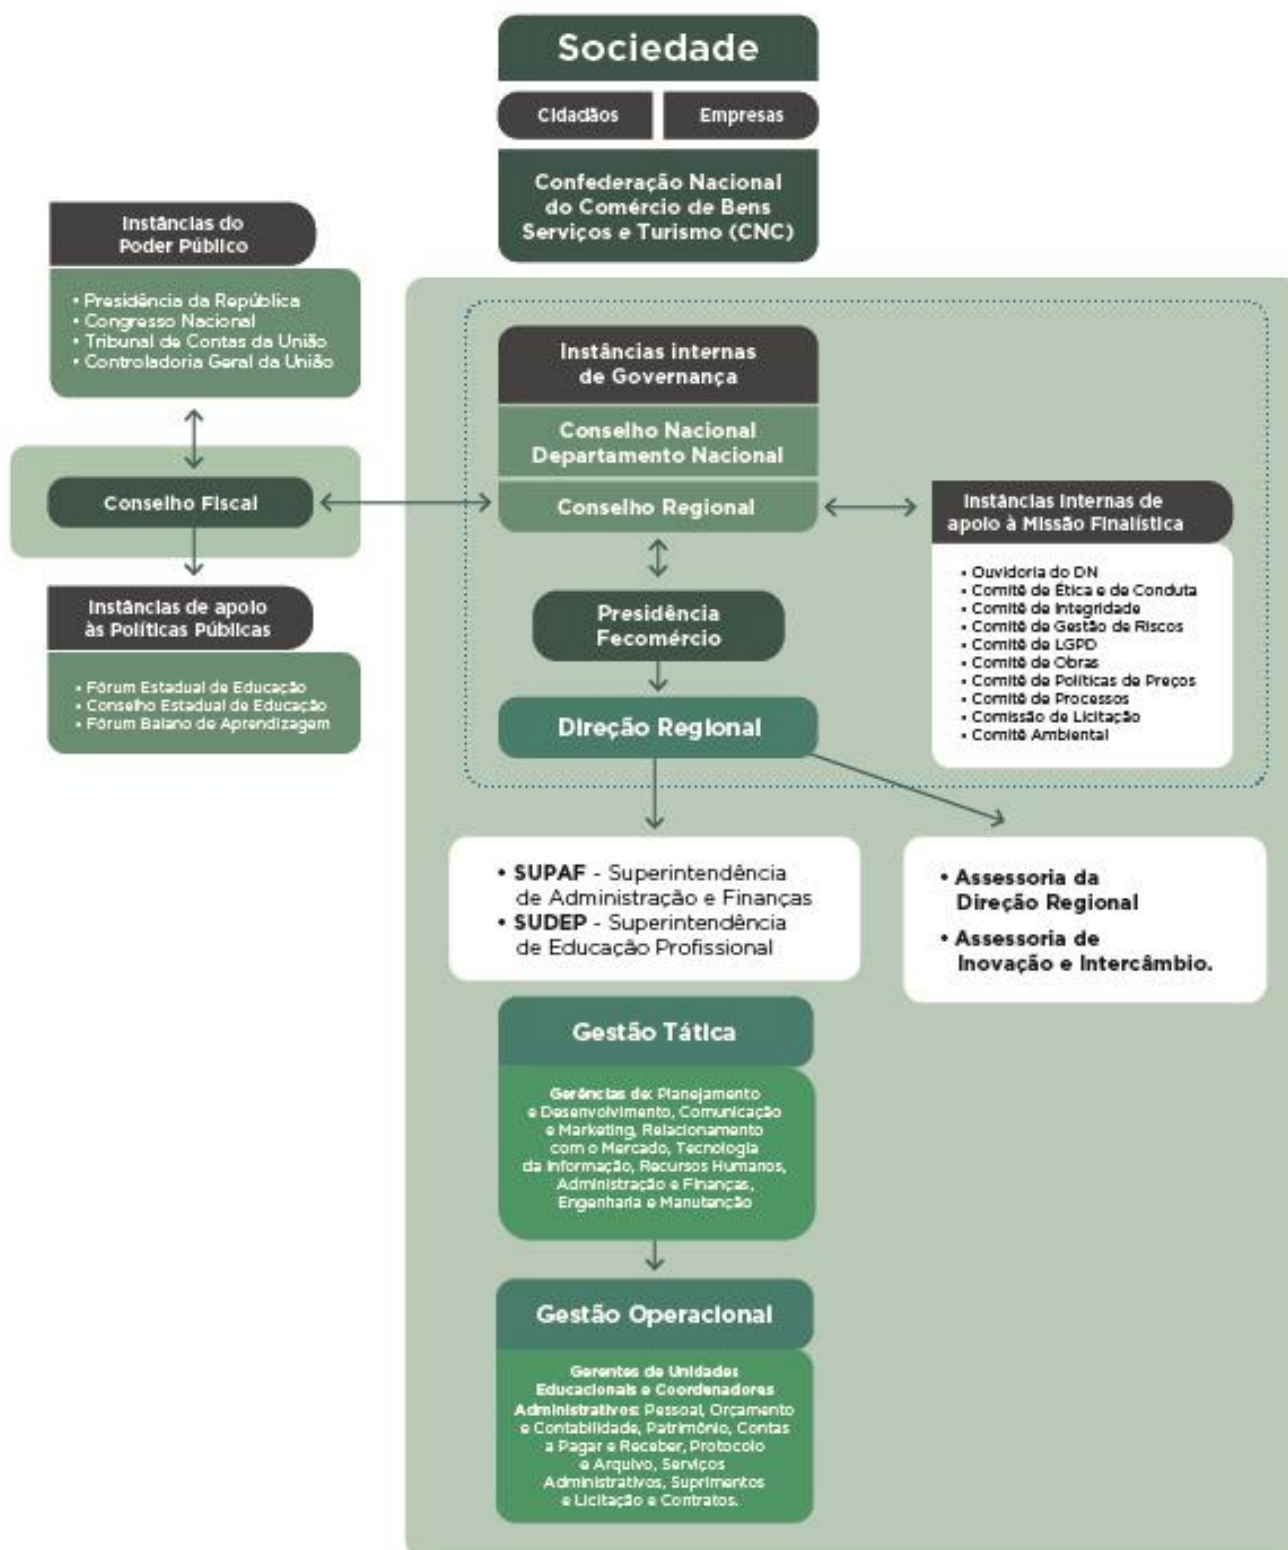 Sociedade
Cidadãos
Empresas
Confederação Nacional
do Comércio de Bens
Serviços e Turismo (CNC)
Instâncias do
Poder Público
• Presidência da República
• Congresso Nacional
• Tribunal de Contas da União
• Controladoria Geral da União
Conselho Fiscal
Instâncias de apoio
às Políticas Públicas
• Fórum Estadual de Educação
• Conselho Estadual de Educação
• Fórum Baiano de Aprendizagem
Instâncias internas
de Governança
Conselho Nacional
Departamento Nacional
Conselho Regional
Instâncias Internas de
apoio à Missão Finalística
• Ouvidoria do DN
• Comitê de Ética e de Conduta
• Comitê de Integridade
• Comitê de Gestão de Riscos
• Comitê de LGPD
• Comitê de Obras
• Comitê de Políticas de Preços
• Comitê de Processos
• Comissão de Licitação
• Comitê Ambiental
Presidência
Fecomércio
Direção Regional
• SUPAF - Superintendência
de Administração e Finanças
• SUDEP - Superintendência
de Educação Profissional
• Assessoria da
Direção Regional
• Assessoria de
Inovação e Intercâmbio.
Gestão Tática
Gerências de: Planejamento
e Desenvolvimento, Comunicação
e Marketing, Relacionamento
com o Mercado, Tecnologia
da Informação, Recursos Humanos,
Administração e Finanças,
Engenharia e Manutenção
Gestão Operacional
Gerentes de Unidades
Educacionais e Coordenadores
Administrativos: Pessoal, Orçamento
e Contabilidade, Patrimônio, Contas
a Pagar e Receber, Protocolo
e Arquivo, Serviços
Administrativos, Suprimentos
e Licitação e Contratos.